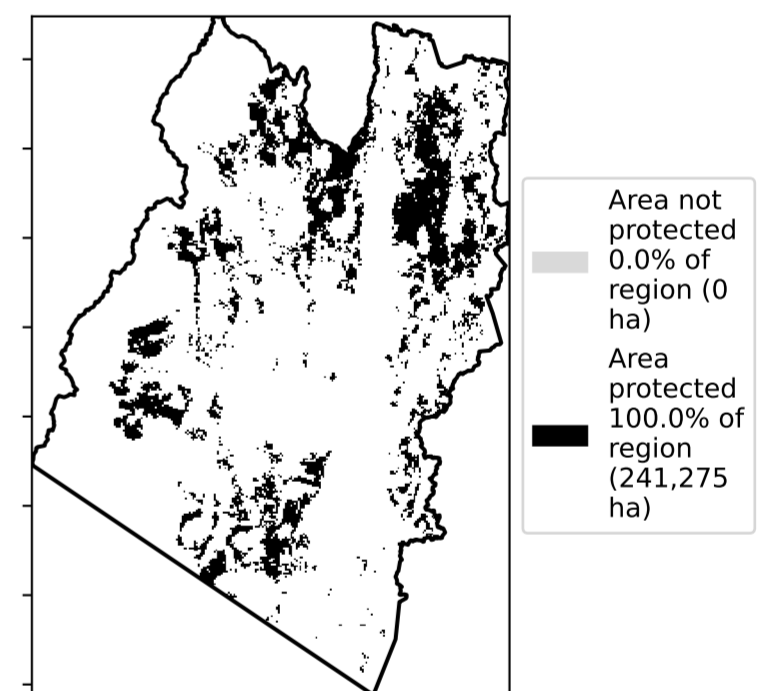 Area not
protected
0.0% of
region (0
ha)
Area
protected
100.0% of
region
(241,275
ha)